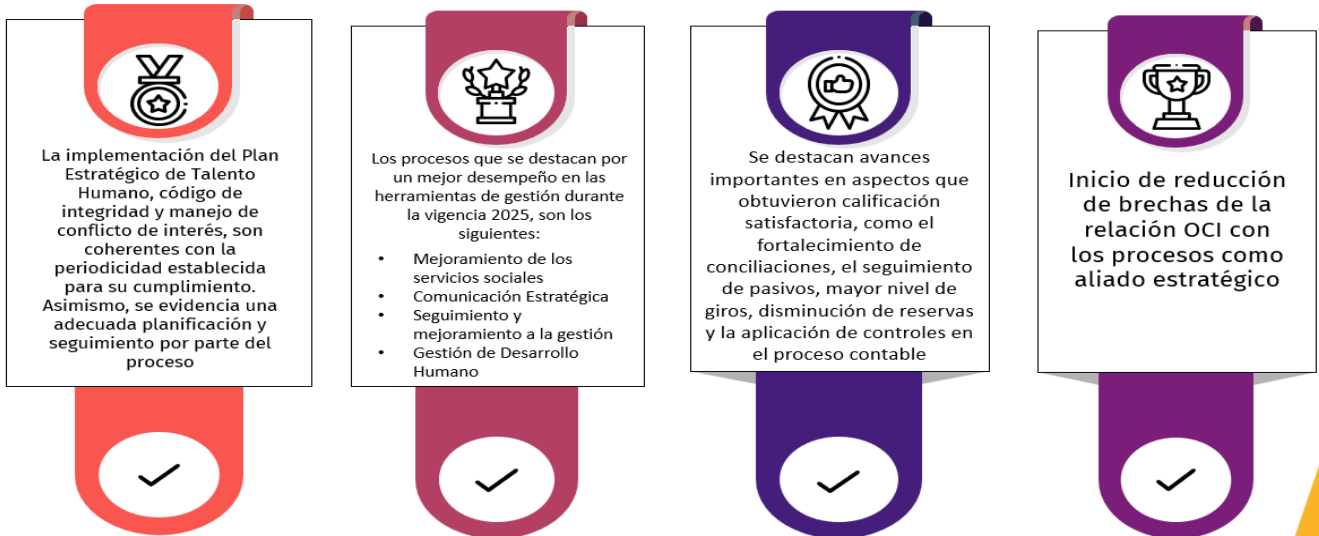 La implementación del Plan
Estratégico de Talento
Humano, código de
integridad y manejo de
conflicto de interés, son
coherentes con la
periodicidad establecida
para su cumplimiento.
Asimismo, se evidencia una
adecuada planificación y
seguimiento por parte del
proceso
Los procesos que se destacan por
un mejor desempeño en las
herramientas de gestión durante
la vigencia 2025, son los
siguientes:
• Mejoramiento de los
servicios sociales
• Comunicación Estratégica
• Seguimiento y
mejoramiento a la gestión
• Gestión de Desarrollo
Humano
Se destacan avances
importantes en aspectos que
obtuvieron calificación
satisfactoria, como el
fortalecimiento de
conciliaciones, el seguimiento
de pasivos, mayor nivel de
giros, disminución de reservas
y la aplicación de controles en
el proceso contable
Inicio de reducción
de brechas de la
relación OCI con
los procesos como
aliado estratégico